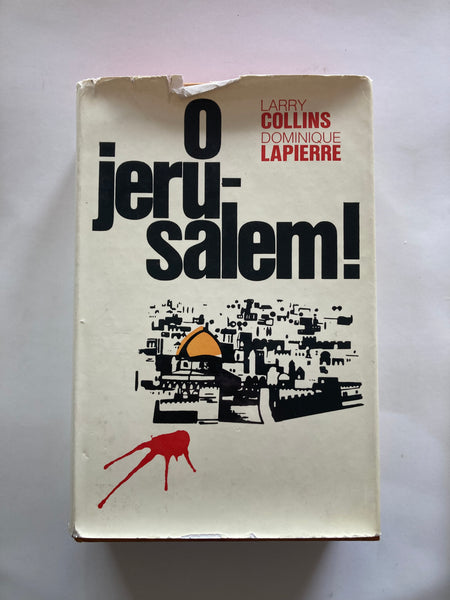 LARRY
COLLINS
DOMINIQUE
LAPIERRE
O
jeru-
salem!